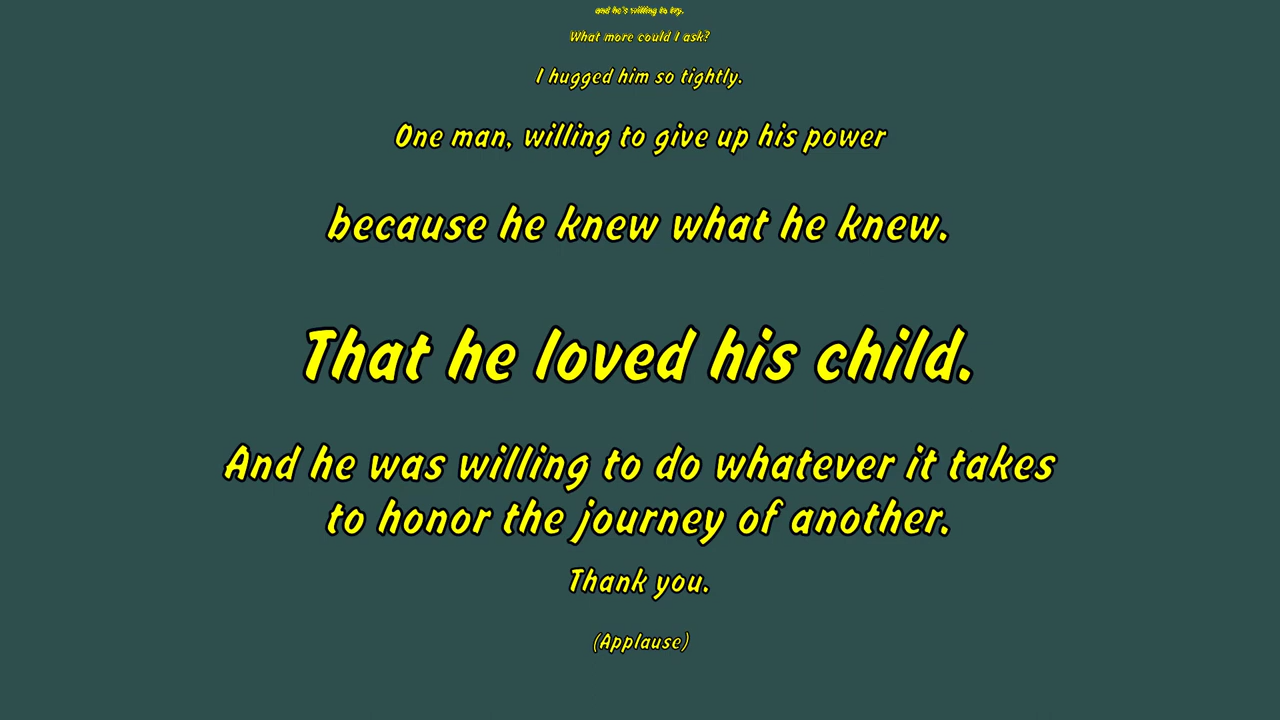 and he's willing to try.
What more could I ask?
I hugged him so tightly.
One man, willing to give up his power
because he knew what he knew.
That he loved his child.
And he was willing to do whatever it takes
to honor the journey of another.
Thank you.
(Applause)